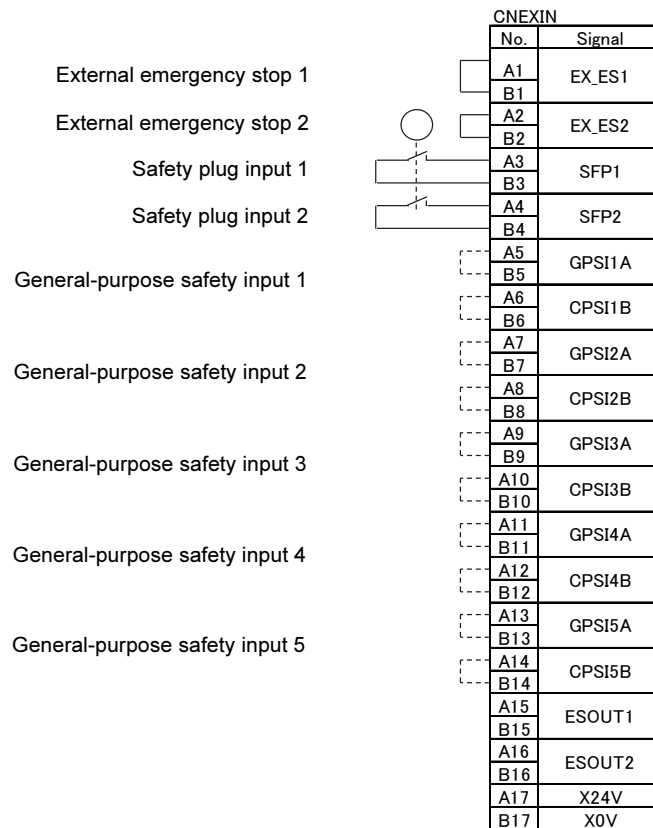 CNEXIN
No. Signal
External emergency stop 1
A1 EX_ES1
B1
External emergency stop 2
A2 EX_ES2
B2
Safety plug input 1
A3 SFP1
B3
Safety plug input 2
A4 SFP2
B4
General-purpose safety input 1
A5 GPSI1A
B5
A6 CPSI1B
B6
General-purpose safety input 2
A7 GPSI2A
B7
A8 CPSI2B
B8
General-purpose safety input 3
A9 GPSI3A
B9
A10 CPSI3B
B10
General-purpose safety input 4
A11 GPSI4A
B11
A12 CPSI4B
B12
General-purpose safety input 5
A13 GPSI5A
B13
A14 CPSI5B
B14
A15 ESOUT1
B15
A16 ESOUT2
B16
A17 X24V
B17 X0V